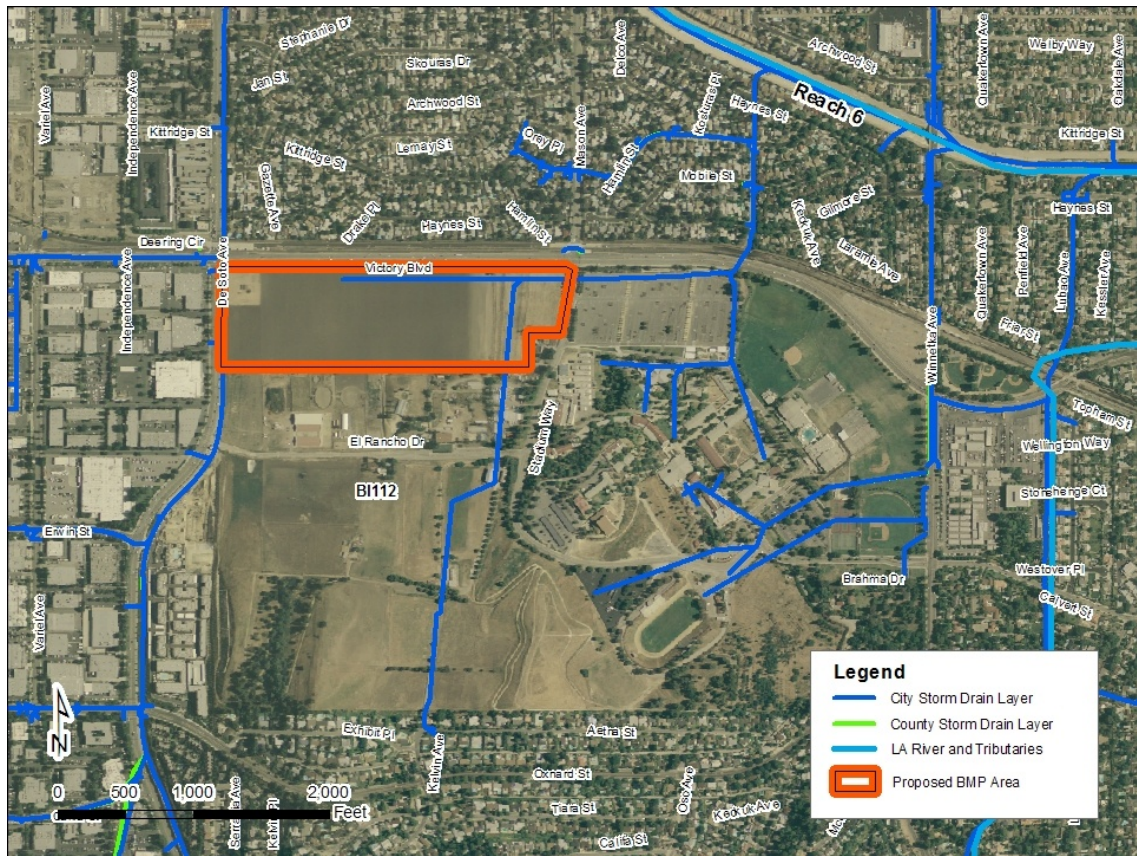 Stephanie Dr
Delco Ave
Archwood St
Quakertown Ave
Welby Way
Oakdale Ave
Variel Ave
Independence Ave
Jan St
Skouras Dr
Archwood St
Kosturas Pl
Haynes St
Reach 6
Kittridge St
Kittridge St
Lemay St
Orey Pl
Mason Ave
Hamlin St
Kittridge St
Gazette Ave
Mobile St
Gilmore St
Haynes St
Drake Pl
Haynes St
Hamlin St
Keokuk Ave
Laramie Ave
Deering Cir
De Soto Ave
Victory Blvd
Quakertown Ave
Penfield Ave
Lubao Ave
Kessler Ave
Independence Ave
Friar St
Winnetka Ave
Topham St
El Rancho Dr
Stadium Way
Wellington Way
BI112
Stonehenge Ct
Erwin St
Westover Pl
Brahma Dr
Calvert St
Variel Ave
Legend
City Storm Drain Layer
County Storm Drain Layer
LA River and Tributaries
Proposed BMP Area
N
Exhibit Pl
Aetna St
Kelvin Ave
Oxnard St
Oso Ave
Keokuk Ave
Tiara St
Califa St
0 500 1,000 2,000
Feet